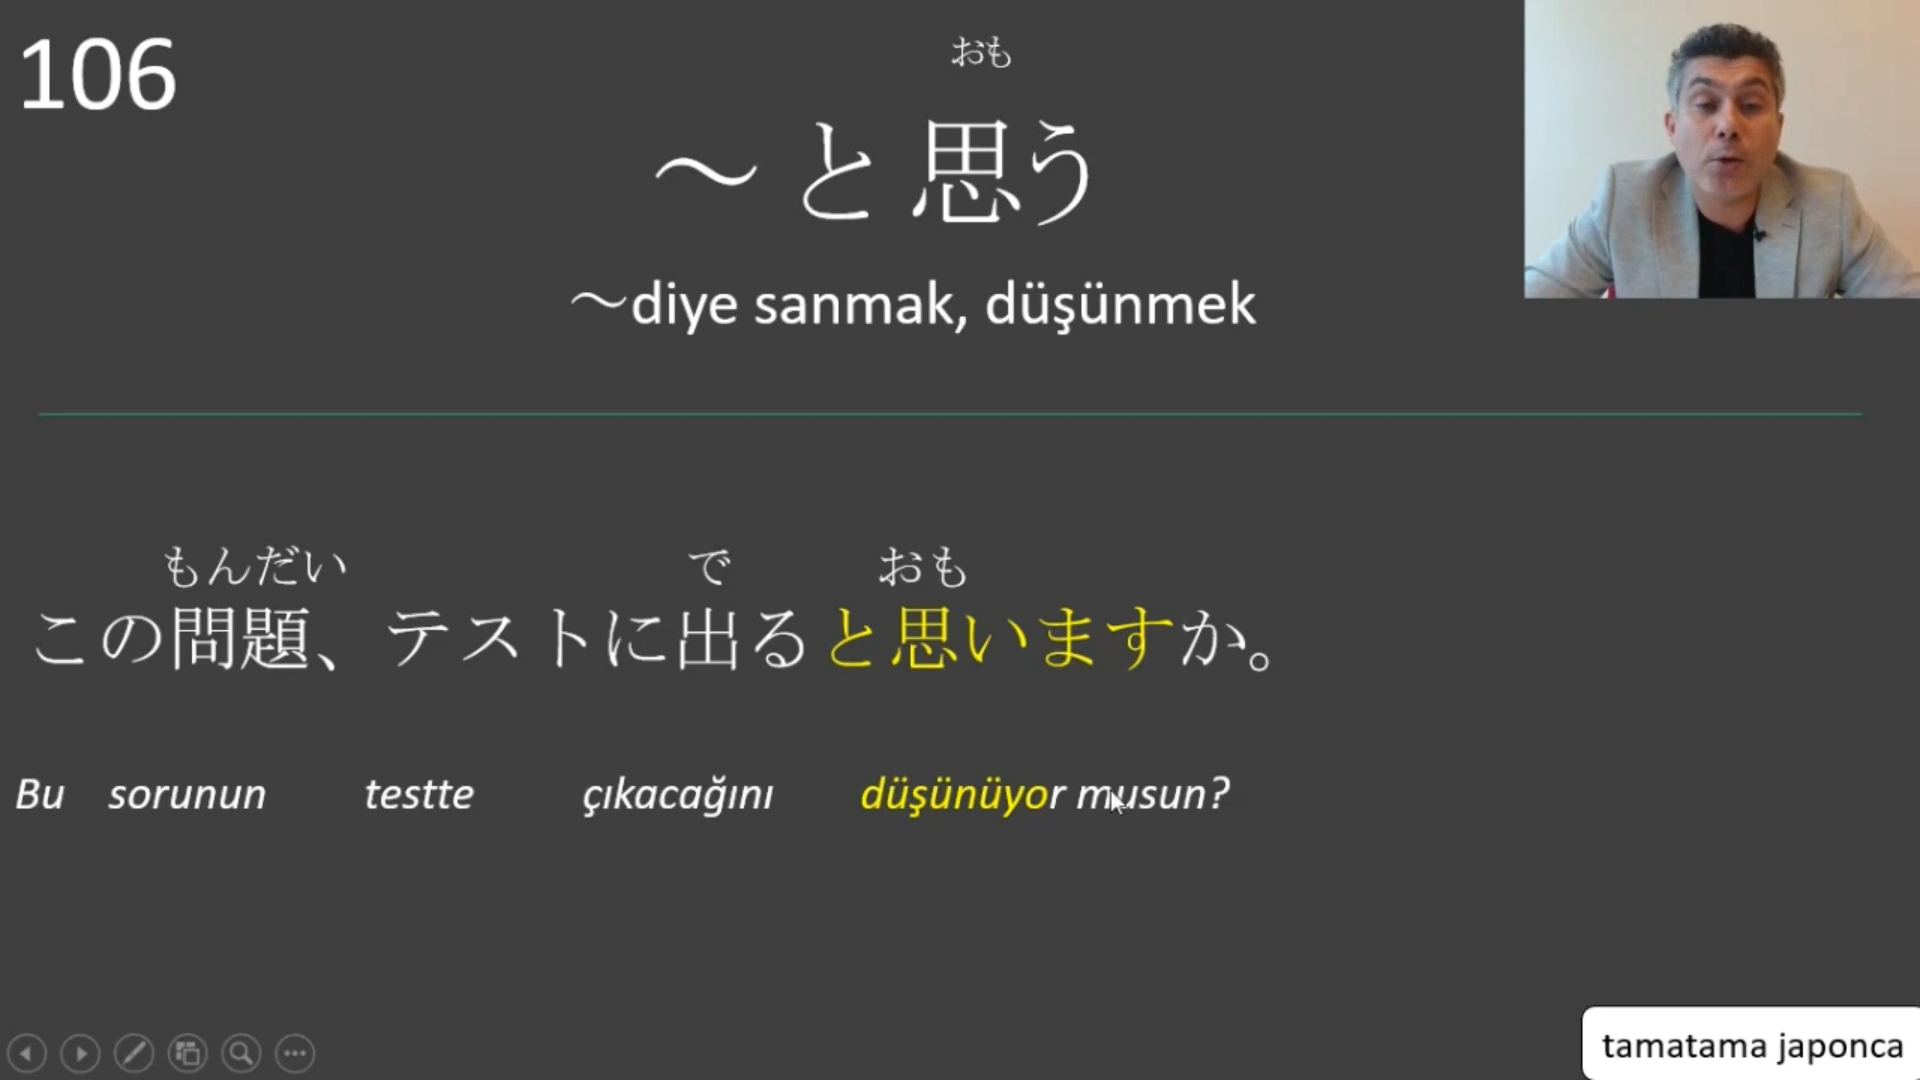 106
おも
～と思う
～diye sanmak, düşünmek
もんだい で おも
この問題、テストに出ると思いますか。
Bu sorunun testte çıkacağını düşünüyor musun?
tamatama japonca